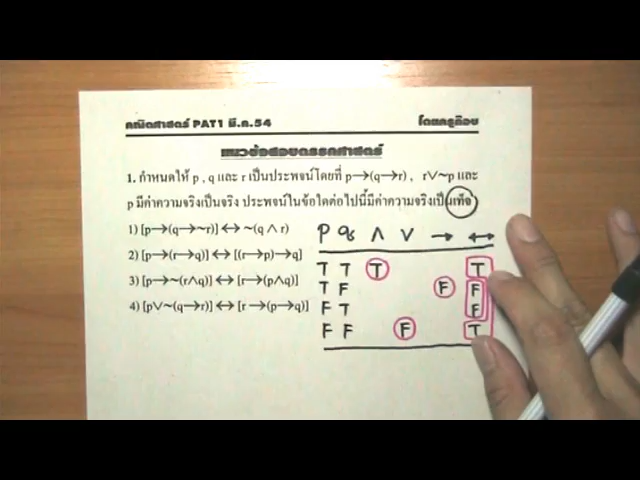 คณิตศาสตร์ PAT1 มี.ค.54 โดยครูก๊อบ
แนวข้อสอบตรรกศาสตร์
1. กำหนดให้ p , q และ r เป็นประพจน์โดยที่ p→(q→r) , r∨~p และ
p มีค่าความจริงเป็นจริง ประพจน์ในข้อใดต่อไปนี้มีค่าความจริงเป็นเท็จ
1) [p→(q→~r)] ↔ ~(q ∧ r)
2) [p→(r→q)] ↔ [(r→p)→q]
3) [p→~(r∧q)] ↔ [r→(p∧q)]
4) [p∨~(q→r)] ↔ [r →(p→q)]
p q ∧ ∨ → ↔
T T T T
T F F F
F T F
F F F T